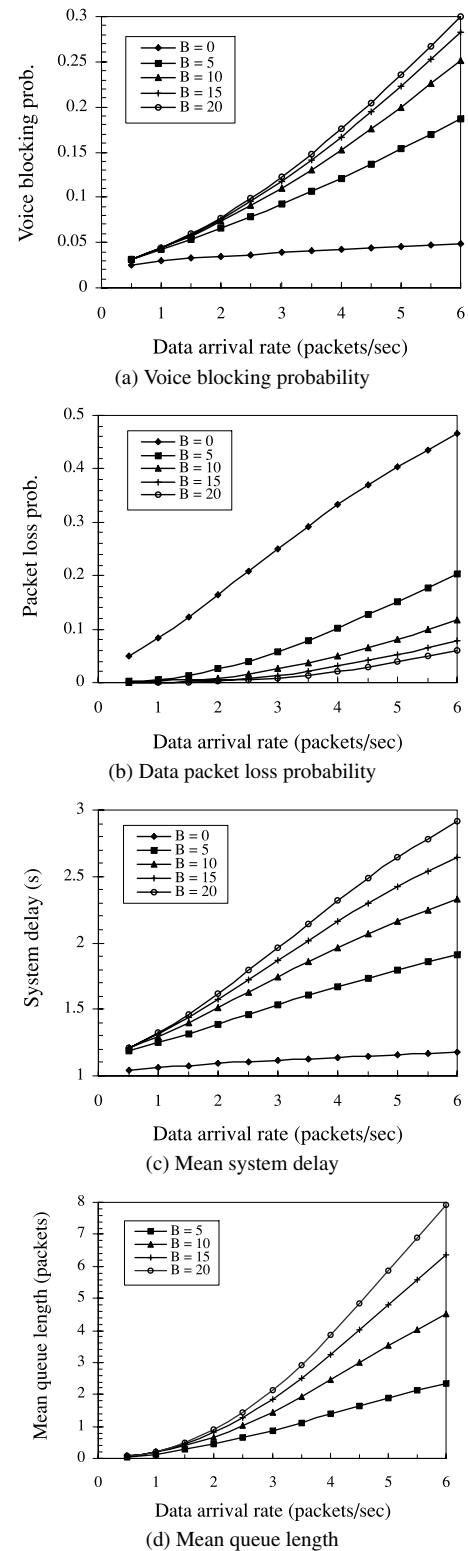 0.3
0.25
0.2
0.15
0.1
0.05
0
Voice blocking prob.
B = 0
B = 5
B = 10
B = 15
B = 20
0 1 2 3 4 5 6
Data arrival rate (packets/sec)
(a) Voice blocking probability
0.5
0.4
0.3
0.2
0.1
0
Packet loss prob.
B = 0
B = 5
B = 10
B = 15
B = 20
0 1 2 3 4 5 6
Data arrival rate (packets/sec)
(b) Data packet loss probability
3
2.5
2
1.5
1
System delay (s)
B = 0
B = 5
B = 10
B = 15
B = 20
0 1 2 3 4 5 6
Data arrival rate (packets/sec)
(c) Mean system delay
8
7
6
5
4
3
2
1
0
Mean queue length (packets)
B = 5
B = 10
B = 15
B = 20
0 1 2 3 4 5 6
Data arrival rate (packets/sec)
(d) Mean queue length